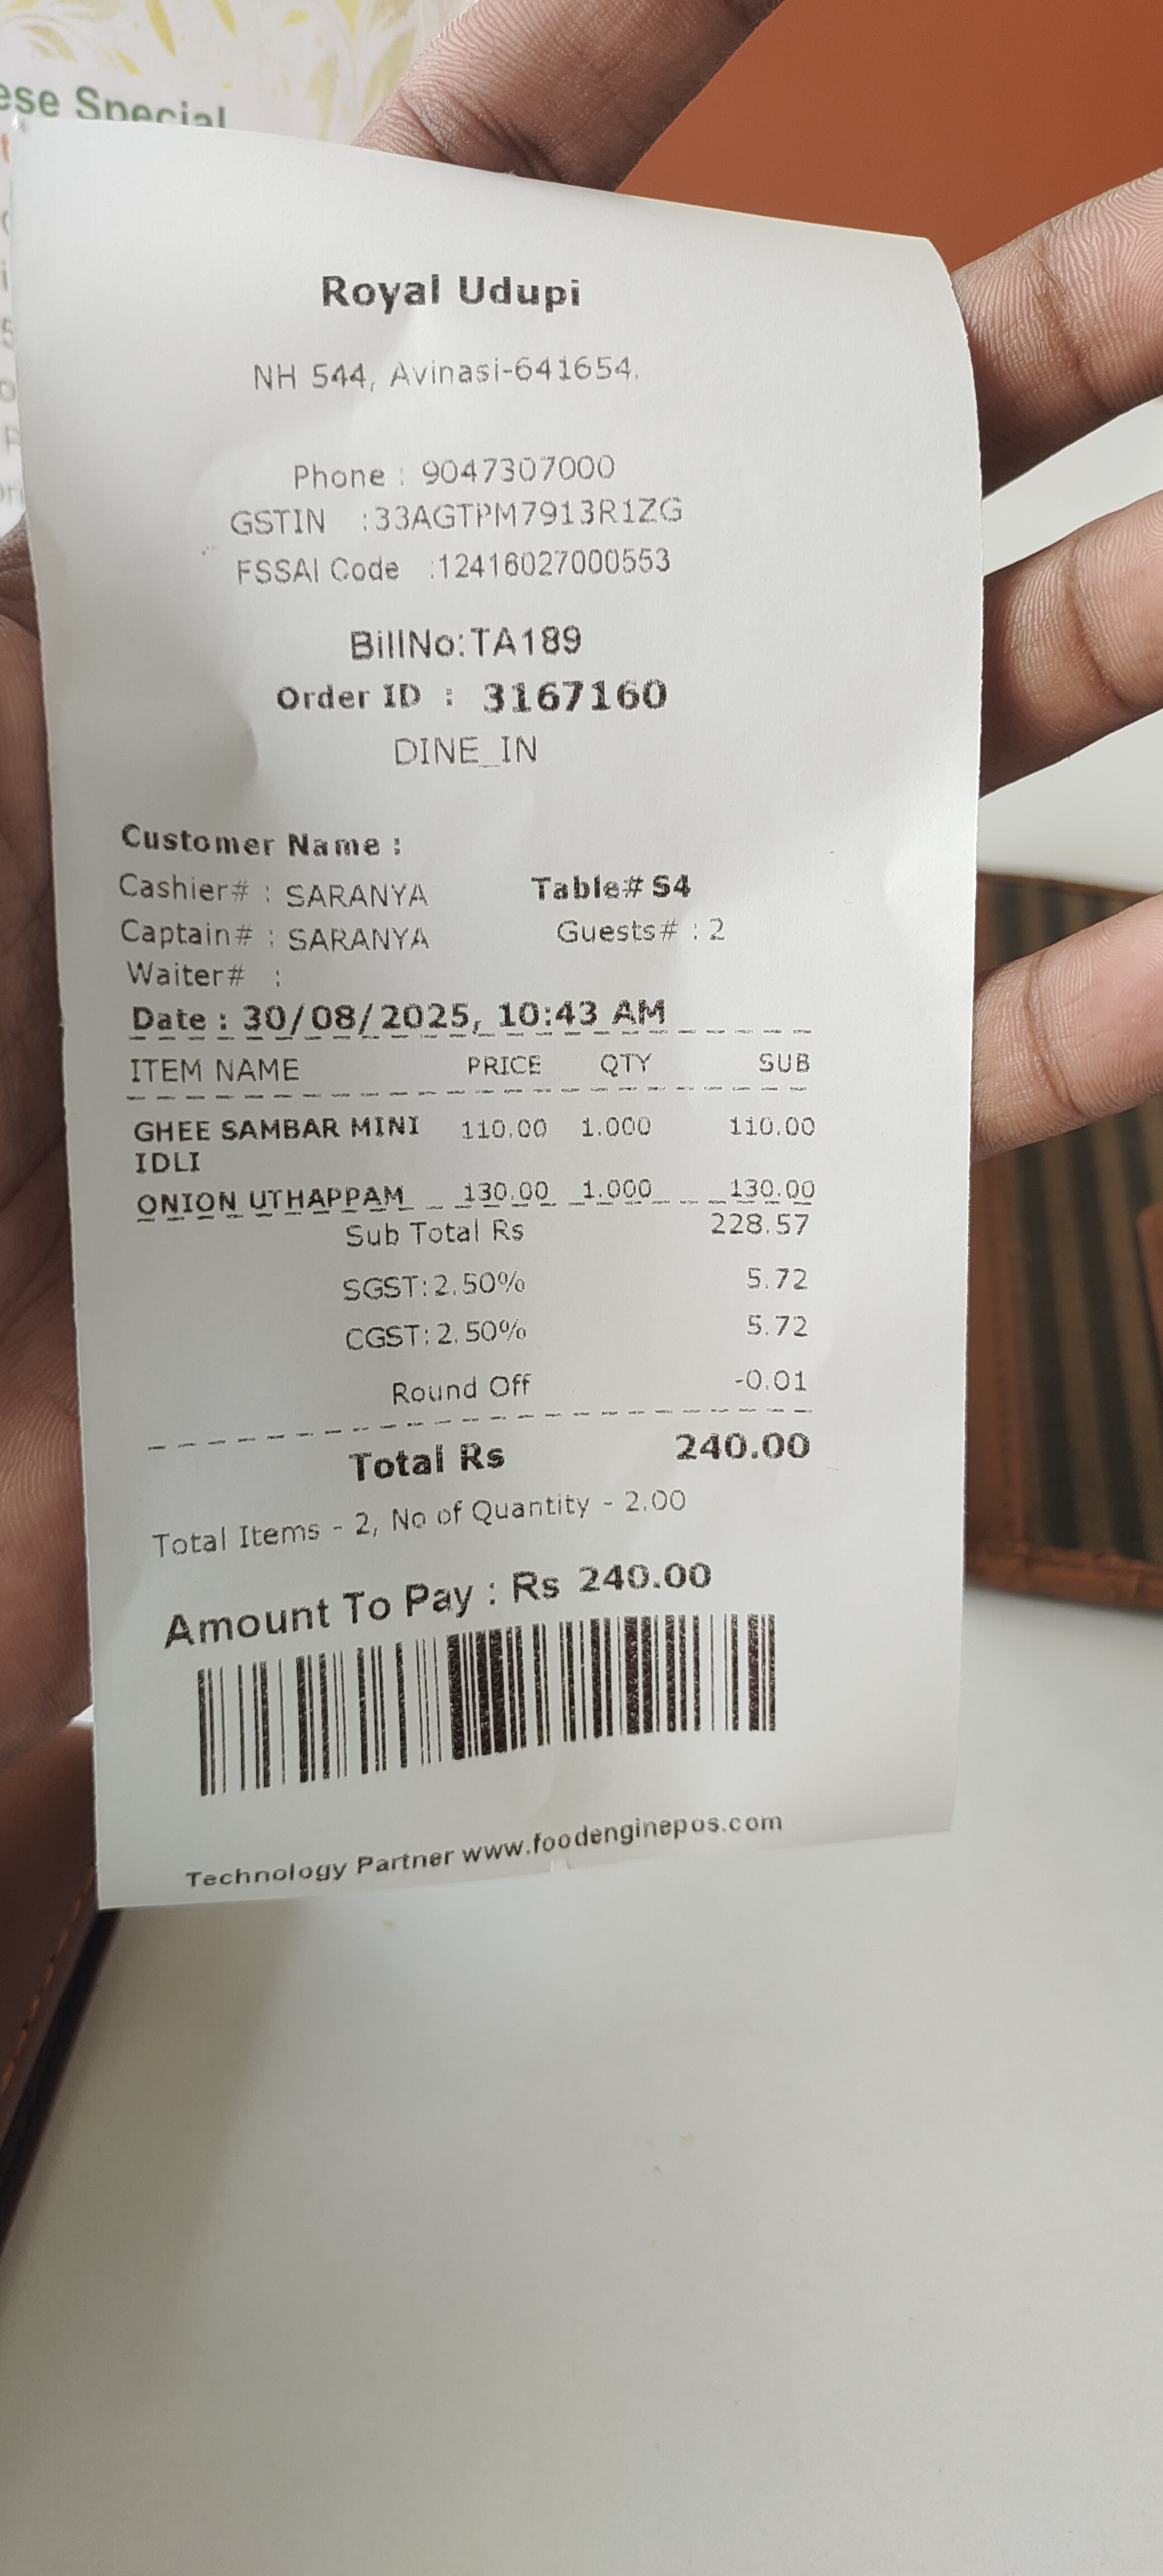 ese Special
Royal Udupi
NH 544, Avinasi-641654.
Phone : 9047307000
GSTIN :33AGTPM7913R1ZG
FSSAI Code :12416027000553
BillNo:TA189
Order ID : 3167160
DINE_IN
Customer Name :
Cashier# : SARANYA Table# S4
Captain# : SARANYA Guests# : 2
Waiter# :
Date : 30/08/2025, 10:43 AM
ITEM NAME PRICE QTY SUB
GHEE SAMBAR MINI 110.00 1.000 110.00
IDLI
ONION UTHAPPAM 130.00 1.000 130.00
Sub Total Rs 228.57
SGST:2.50% 5.72
CGST:2.50% 5.72
Round Off -0.01
Total Rs 240.00
Total Items - 2, No of Quantity - 2.00
Amount To Pay : Rs 240.00
Technology Partner www.foodenginepos.com